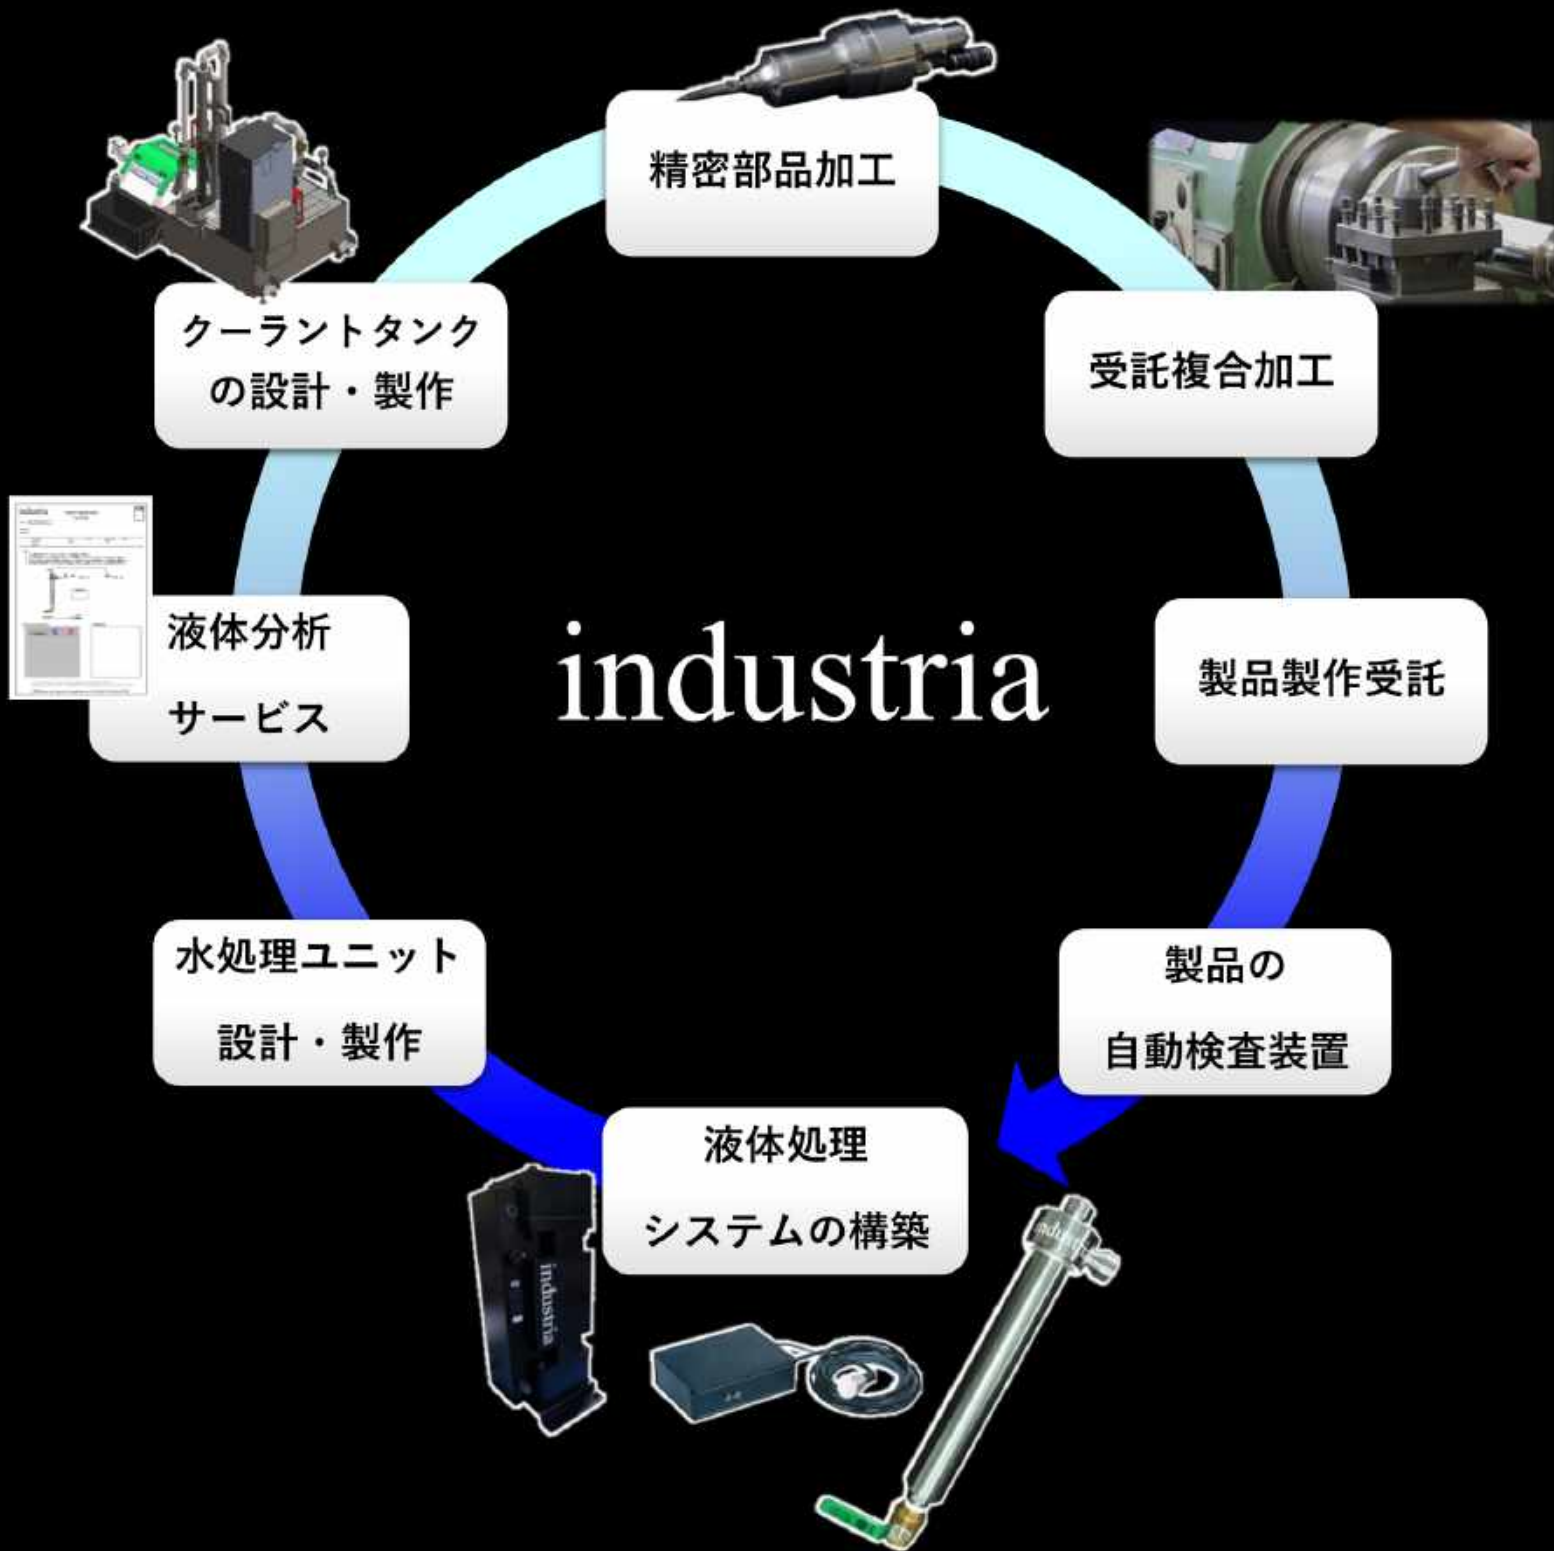 精密部品加工
受託複合加工
製品製作受託
製品の
自動検査装置
液体処理
システムの構築
水処理ユニット
設計・製作
液体分析
サービス
クーラントタンク
の設計・製作
industria
industria
industria
industria